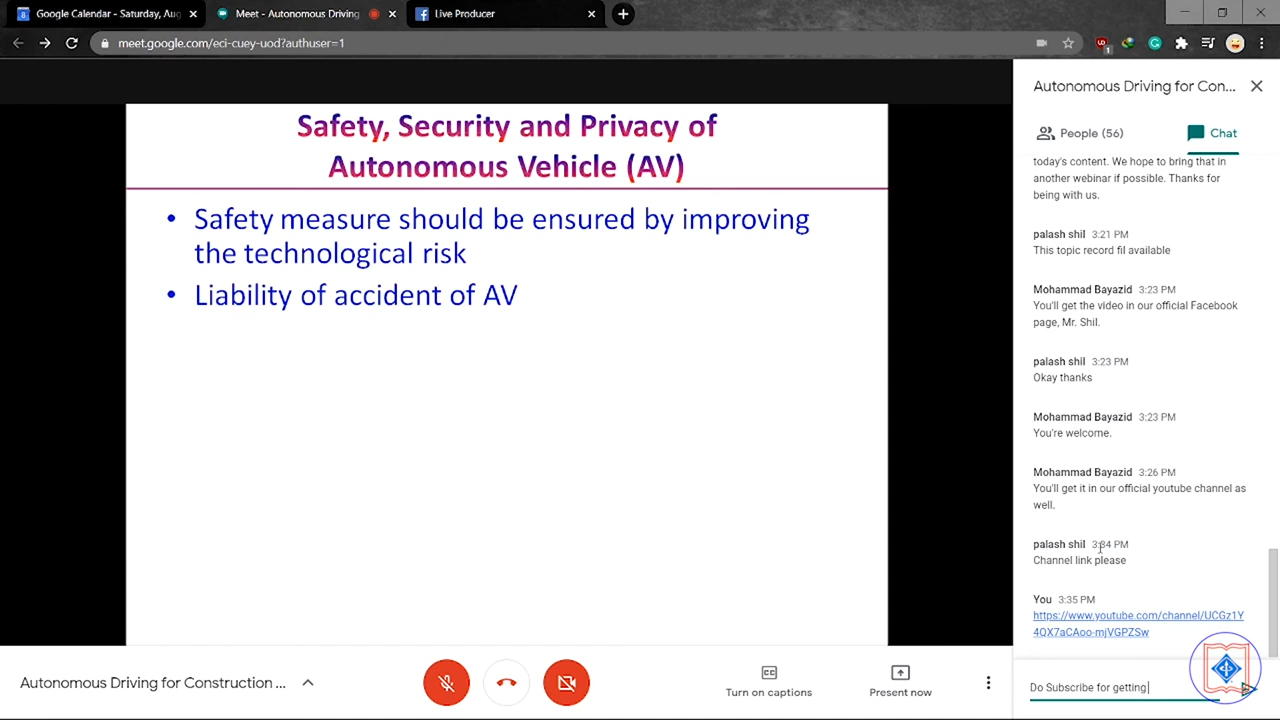 Google Calendar - Saturday, Aug
Meet - Autonomous Driving
Live Producer
meet.google.com/eci-cuey-uod?authuser=1
Safety, Security and Privacy of
Autonomous Vehicle (AV)
• Safety measure should be ensured by improving
the technological risk
• Liability of accident of AV
Autonomous Driving for Con...
People (56)
Chat
today's content. We hope to bring that in
another webinar if possible. Thanks for
being with us.
palash shil 3:21 PM
This topic record fil available
Mohammad Bayazid 3:23 PM
You'll get the video in our official Facebook
page, Mr. Shil.
palash shil 3:23 PM
Okay thanks
Mohammad Bayazid 3:23 PM
You're welcome.
Mohammad Bayazid 3:26 PM
You'll get it in our official youtube channel as
well.
palash shil 3:34 PM
Channel link please
You 3:35 PM
https://www.youtube.com/channel/UCGz1Y
4QX7aCAoo-mjVGPZSw
Do Subscribe for getting
Autonomous Driving for Construction ...
Turn on captions
Present now